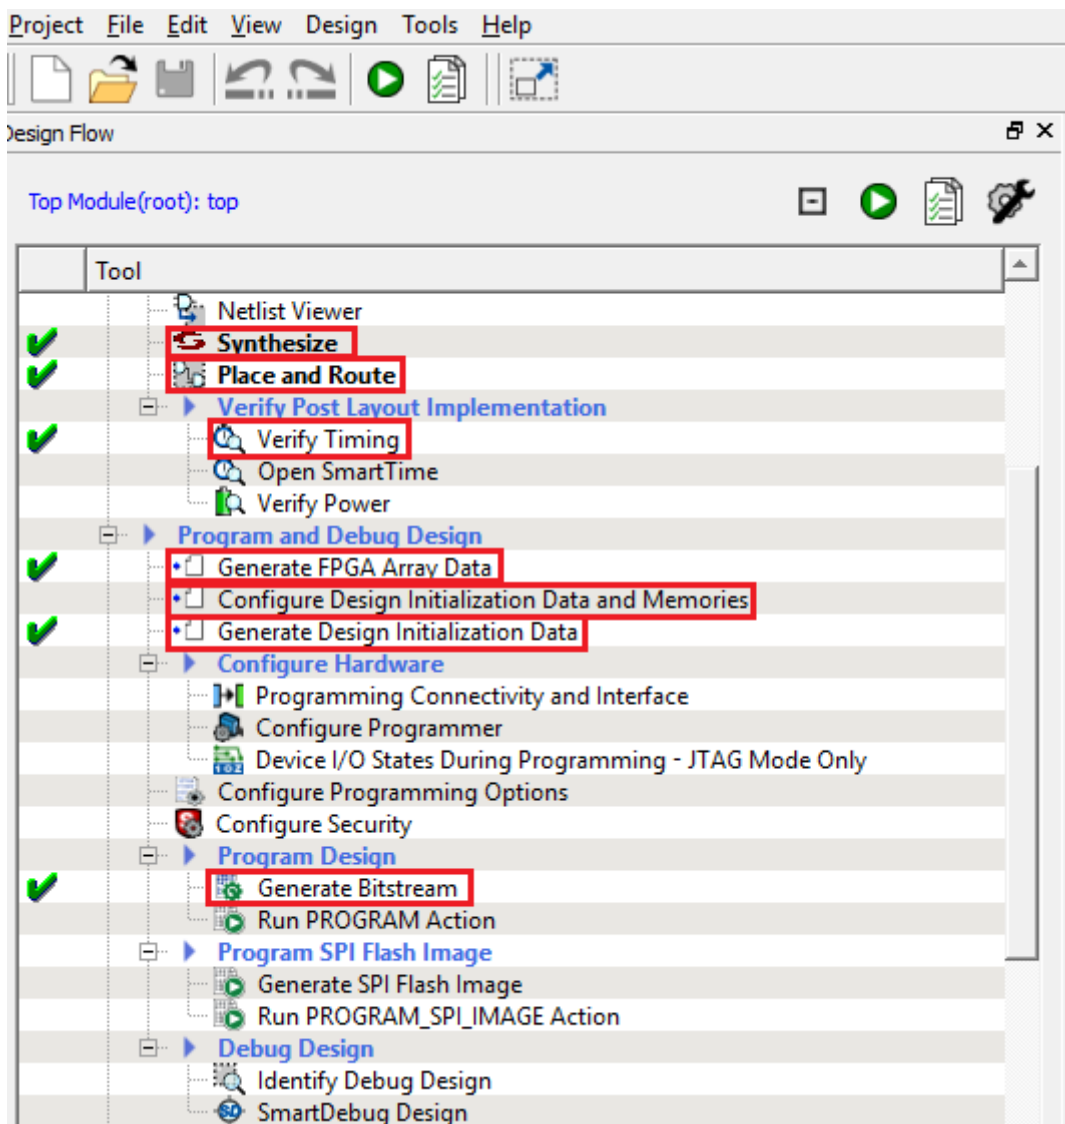 Project File Edit View Design Tools Help
Design Flow
Top Module(root): top
Tool
Netlist Viewer
Synthesize
Place and Route
Verify Post Layout Implementation
Verify Timing
Open SmartTime
Verify Power
Program and Debug Design
Generate FPGA Array Data
Configure Design Initialization Data and Memories
Generate Design Initialization Data
Configure Hardware
Programming Connectivity and Interface
Configure Programmer
Device I/O States During Programming - JTAG Mode Only
Configure Programming Options
Configure Security
Program Design
Generate Bitstream
Run PROGRAM Action
Program SPI Flash Image
Generate SPI Flash Image
Run PROGRAM_SPI_IMAGE Action
Debug Design
Identify Debug Design
SmartDebug Design